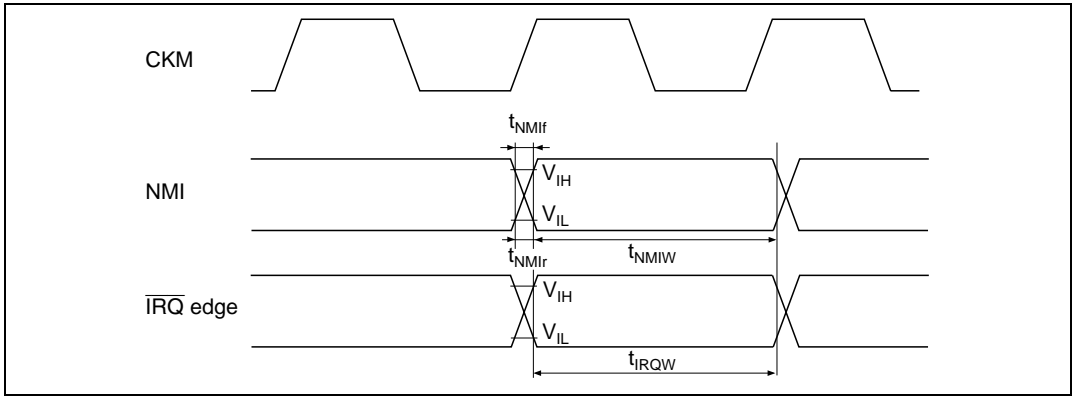 CKM
tNMIf
NMI
VIH
VIL
tNMIr
tNMIW
IRQ edge
VIH
VIL
tIRQW